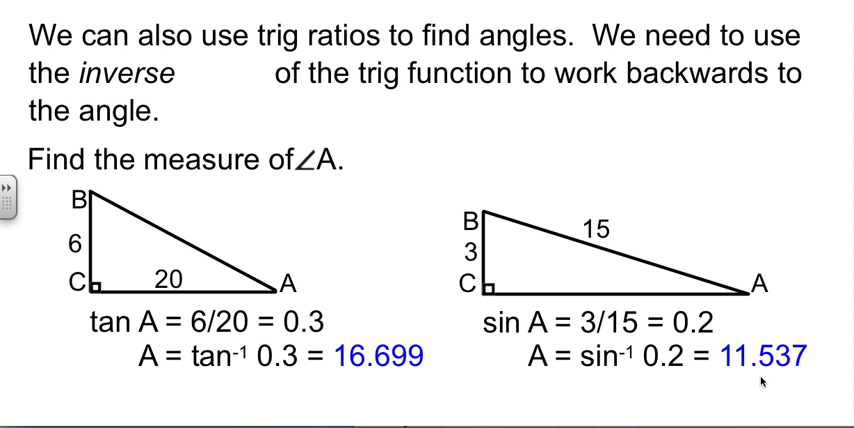 We can also use trig ratios to find angles. We need to use
the inverse of the trig function to work backwards to
the angle.
Find the measure of∠A.
B
6
C
20
A
tan A = 6/20 = 0.3
A = tan⁻¹ 0.3 = 16.699
B
15
3
C
A
sin A = 3/15 = 0.2
A = sin⁻¹ 0.2 = 11.537